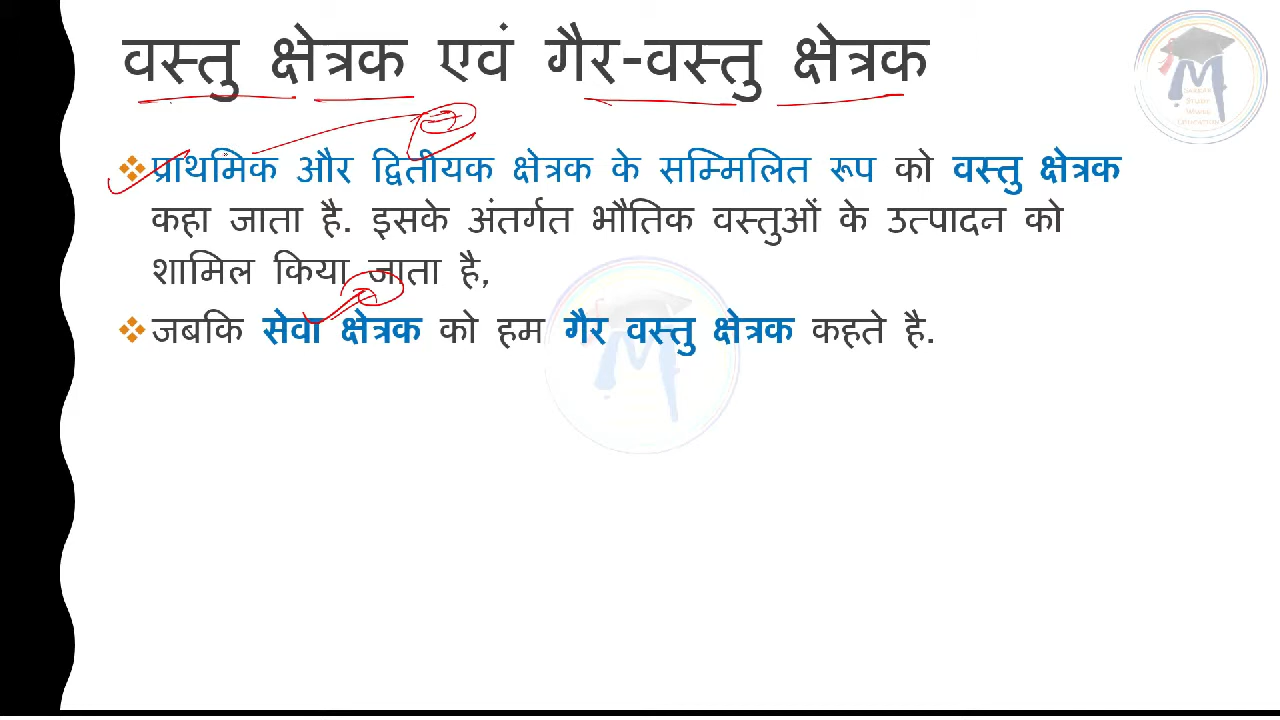 वस्तु क्षेत्रक एवं गैर-वस्तु क्षेत्रक
प्राथमिक और द्वितीयक क्षेत्रक के सम्मिलित रूप को वस्तु क्षेत्रक
कहा जाता है. इसके अंतर्गत भौतिक वस्तुओं के उत्पादन को
शामिल किया जाता है,
जबकि सेवा क्षेत्रक को हम गैर वस्तु क्षेत्रक कहते है.